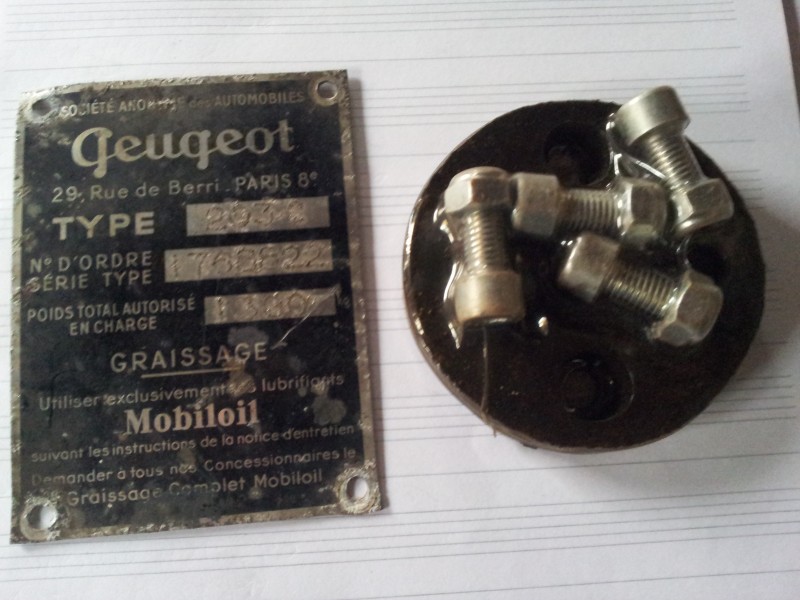 SOCIÉTÉ ANONYME des AUTOMOBILES
Peugeot
29. Rue de Berri. PARIS 8e
TYPE
N° D'ORDRE
SÉRIE TYPE
POIDS TOTAL AUTORISÉ
EN CHARGE
GRAISSAGE
Utiliser exclusivement les lubrifiants
Mobiloil
suivant les instructions de la notice d'entretien
Demander à tous nos Concessionnaires le
Graissage Complet Mobiloil